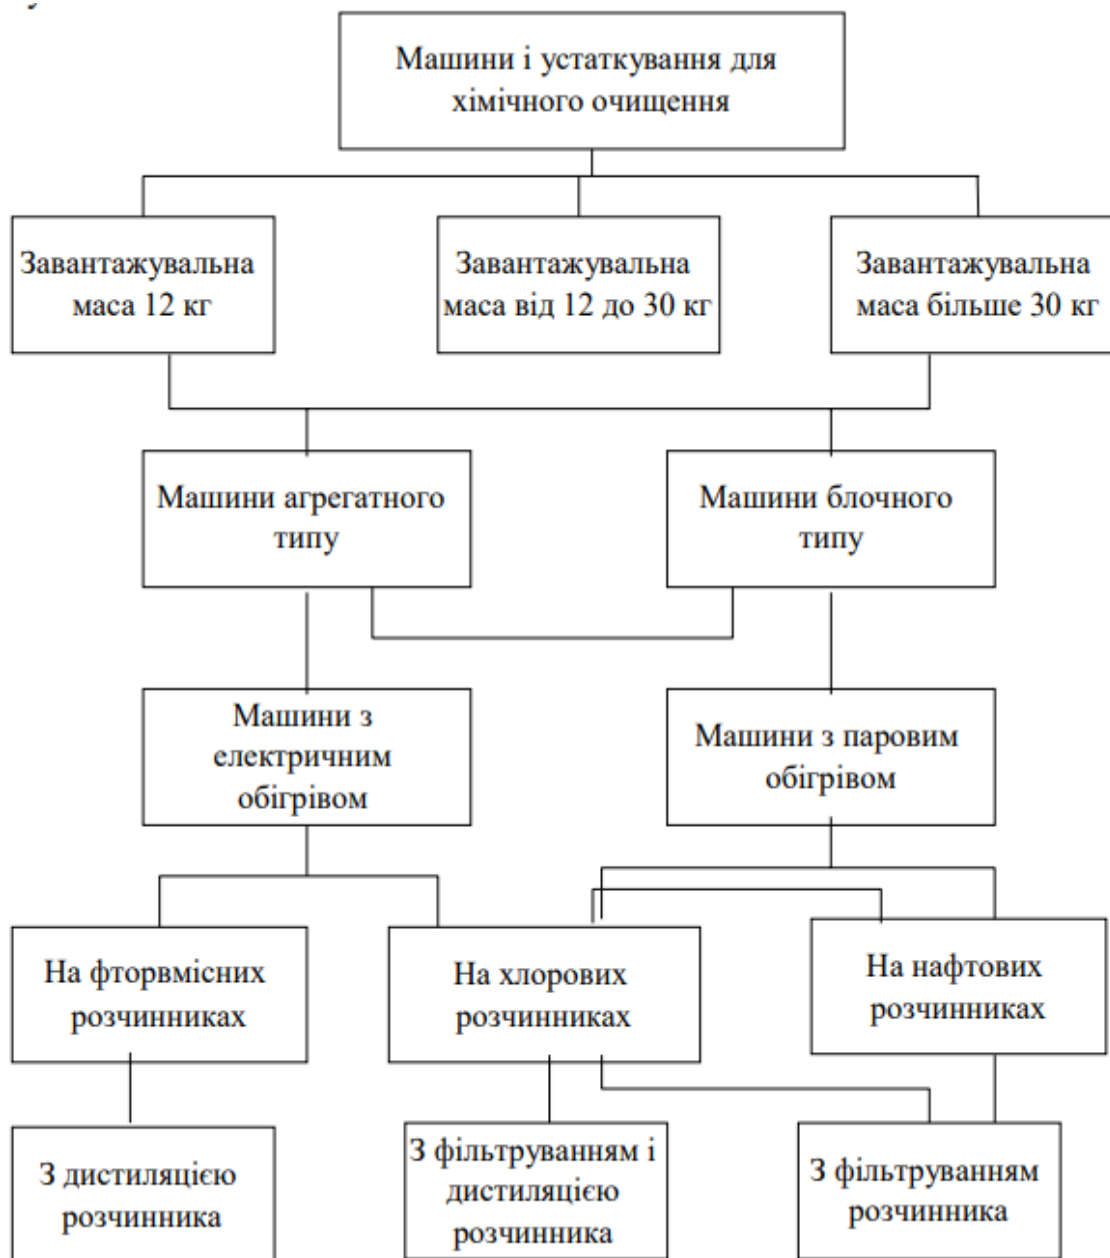 Машини і устаткування для
хімічного очищення
Завантажувальна
маса 12 кг
Завантажувальна
маса від 12 до 30 кг
Завантажувальна
маса більше 30 кг
Машини агрегатного
типу
Машини блочного
типу
Машини з
електричним
обігрівом
Машини з паровим
обігрівом
На фторвмісних
розчинниках
На хлорових
розчинниках
На нафтових
розчинниках
З дистиляцією
розчинника
З фільтруванням і
дистиляцією
розчинника
З фільтруванням
розчинника